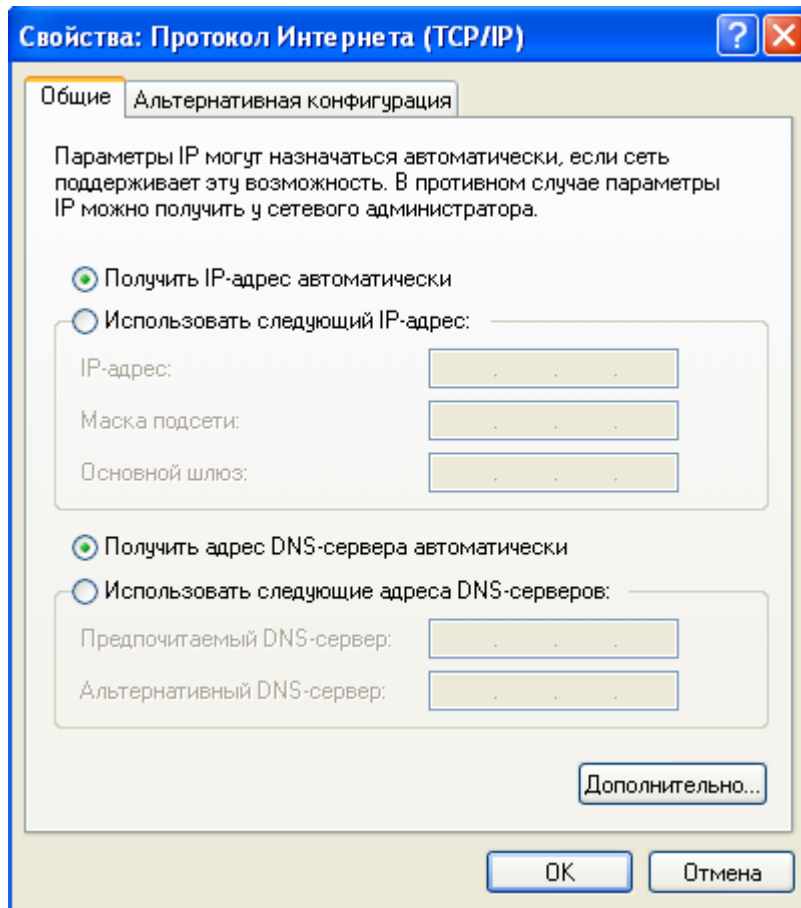 Свойства: Протокол Интернета (TCP/IP)
Общие
Альтернативная конфигурация
Параметры IP могут назначаться автоматически, если сеть
поддерживает эту возможность. В противном случае параметры
IP можно получить у сетевого администратора.
Получить IP-адрес автоматически
Использовать следующий IP-адрес:
IP-адрес:
Маска подсети:
Основной шлюз:
Получить адрес DNS-сервера автоматически
Использовать следующие адреса DNS-серверов:
Предпочитаемый DNS-сервер:
Альтернативный DNS-сервер:
Дополнительно...
OK
Отмена